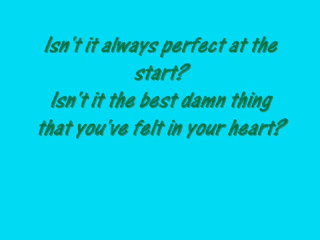 Isn't it always perfect at the
start?
Isn't it the best damn thing
that you've felt in your heart?